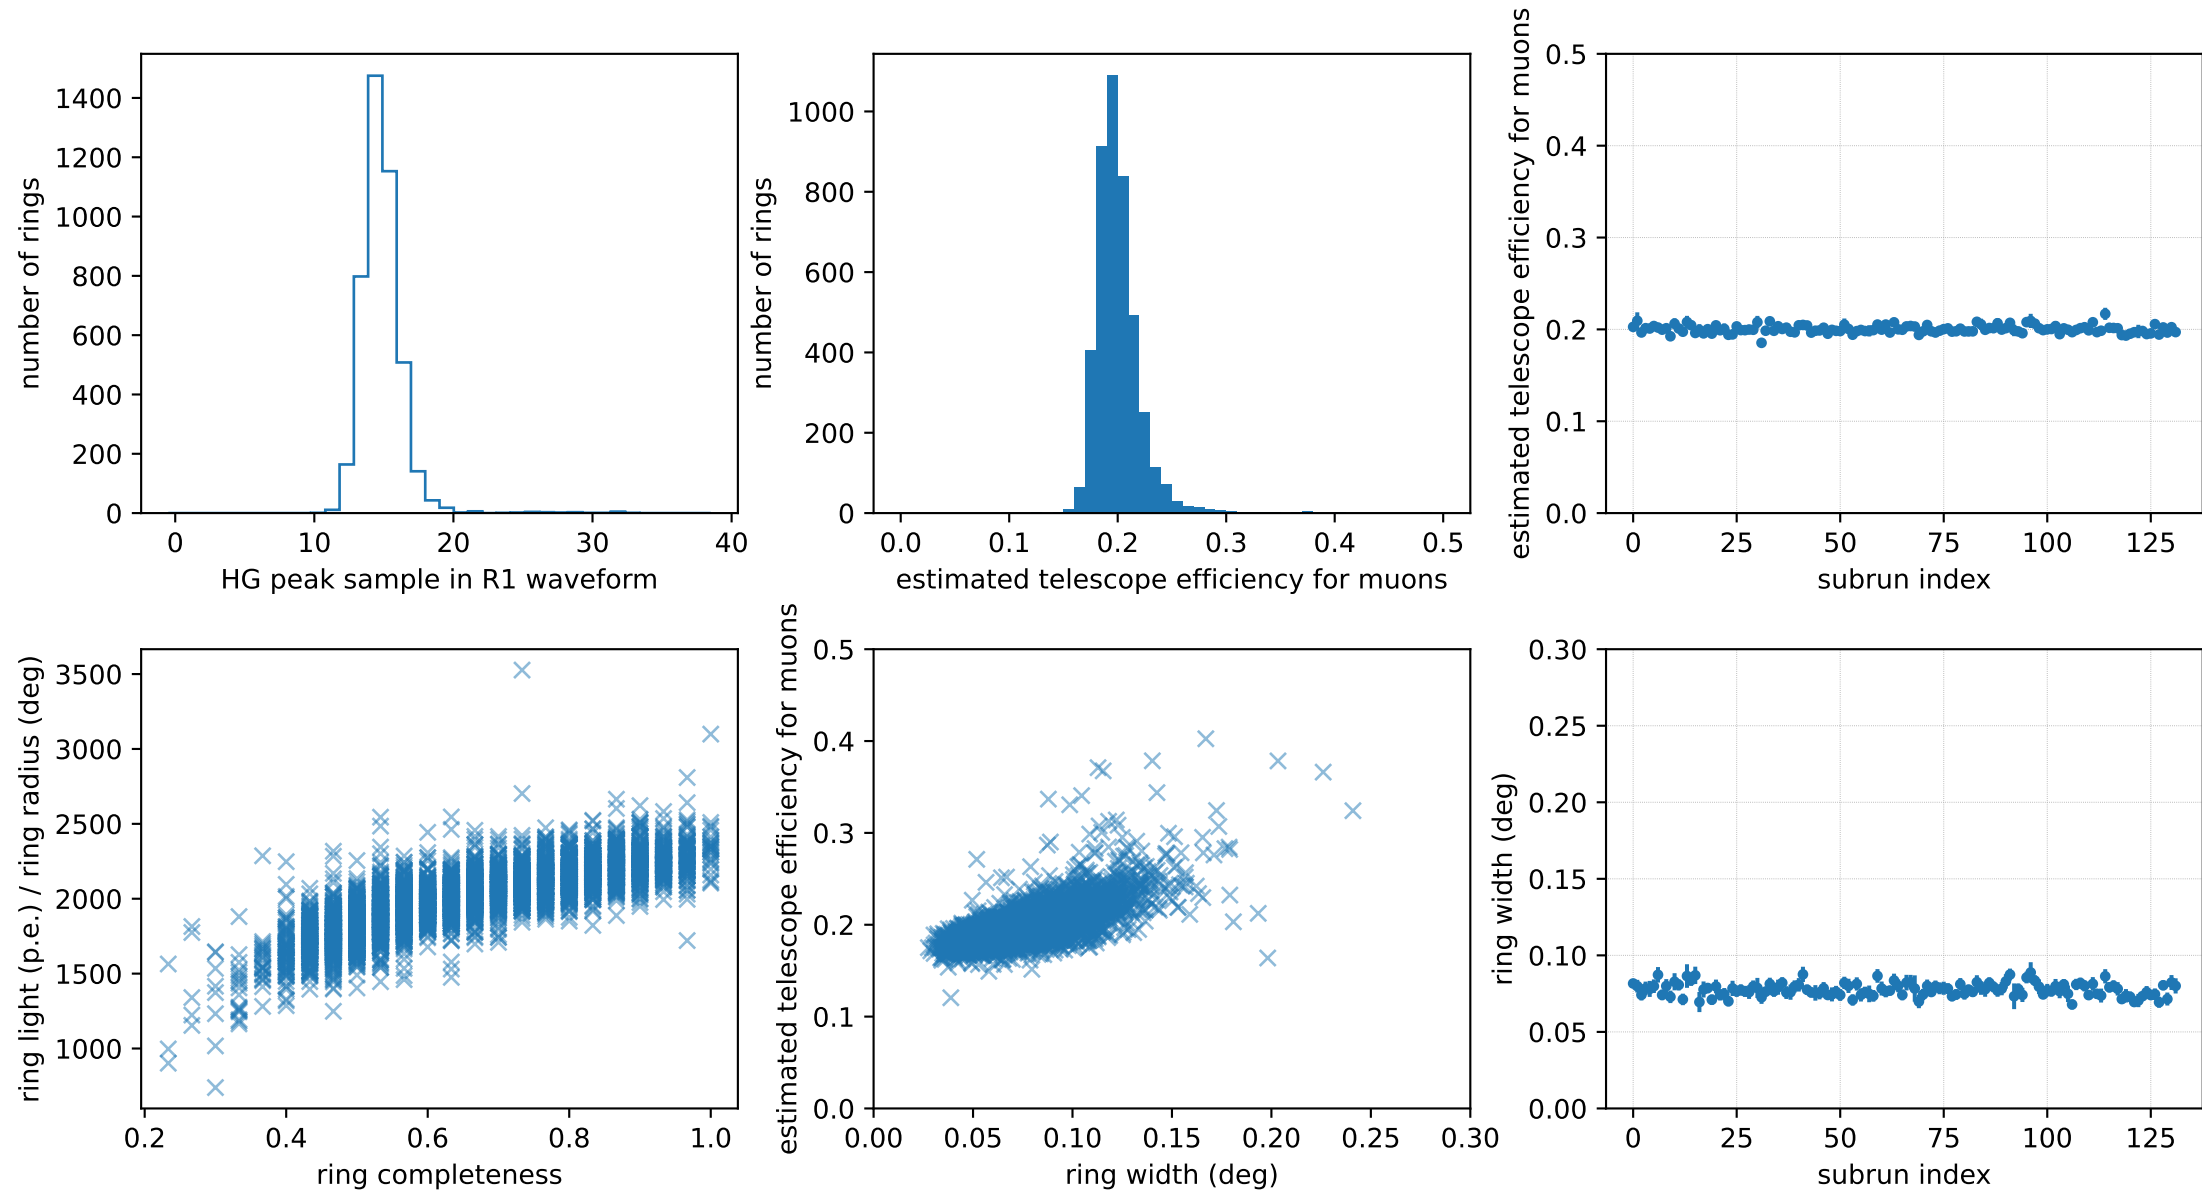 number of rings
1400
1200
1000
800
600
400
200
0
0 10 20 30 40
HG peak sample in R1 waveform
number of rings
1000
800
600
400
200
0
0.0 0.1 0.2 0.3 0.4 0.5
estimated telescope efficiency for muons
estimated telescope efficiency for muons
0.5
0.4
0.3
0.2
0.1
0.0
0 25 50 75 100 125
subrun index
ring light (p.e.) / ring radius (deg)
3500
3000
2500
2000
1500
1000
0.2 0.4 0.6 0.8 1.0
ring completeness
estimated telescope efficiency for muons
0.5
0.4
0.3
0.2
0.1
0.0
0.00 0.05 0.10 0.15 0.20 0.25 0.30
ring width (deg)
ring width (deg)
0.30
0.25
0.20
0.15
0.10
0.05
0.00
0 25 50 75 100 125
subrun index